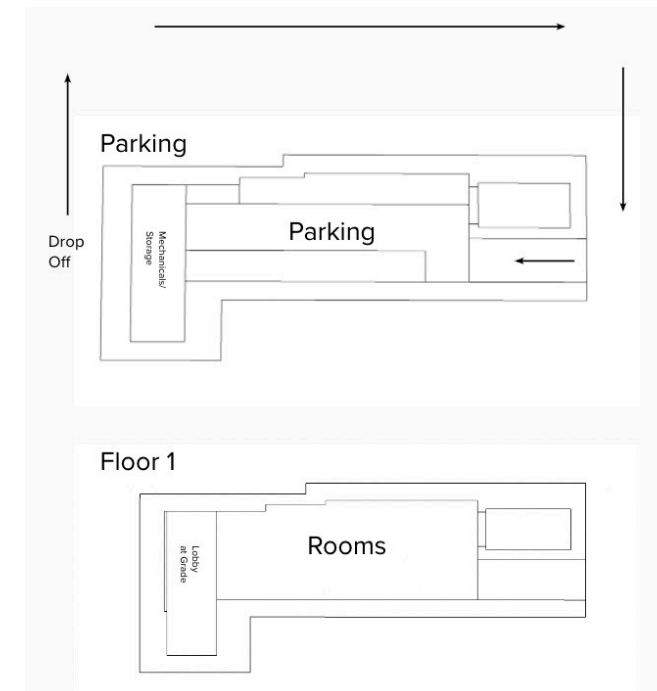 Parking
Parking
Drop
Off
Mechanicals/
Storage
Floor 1
Rooms
Lobby
at Grade